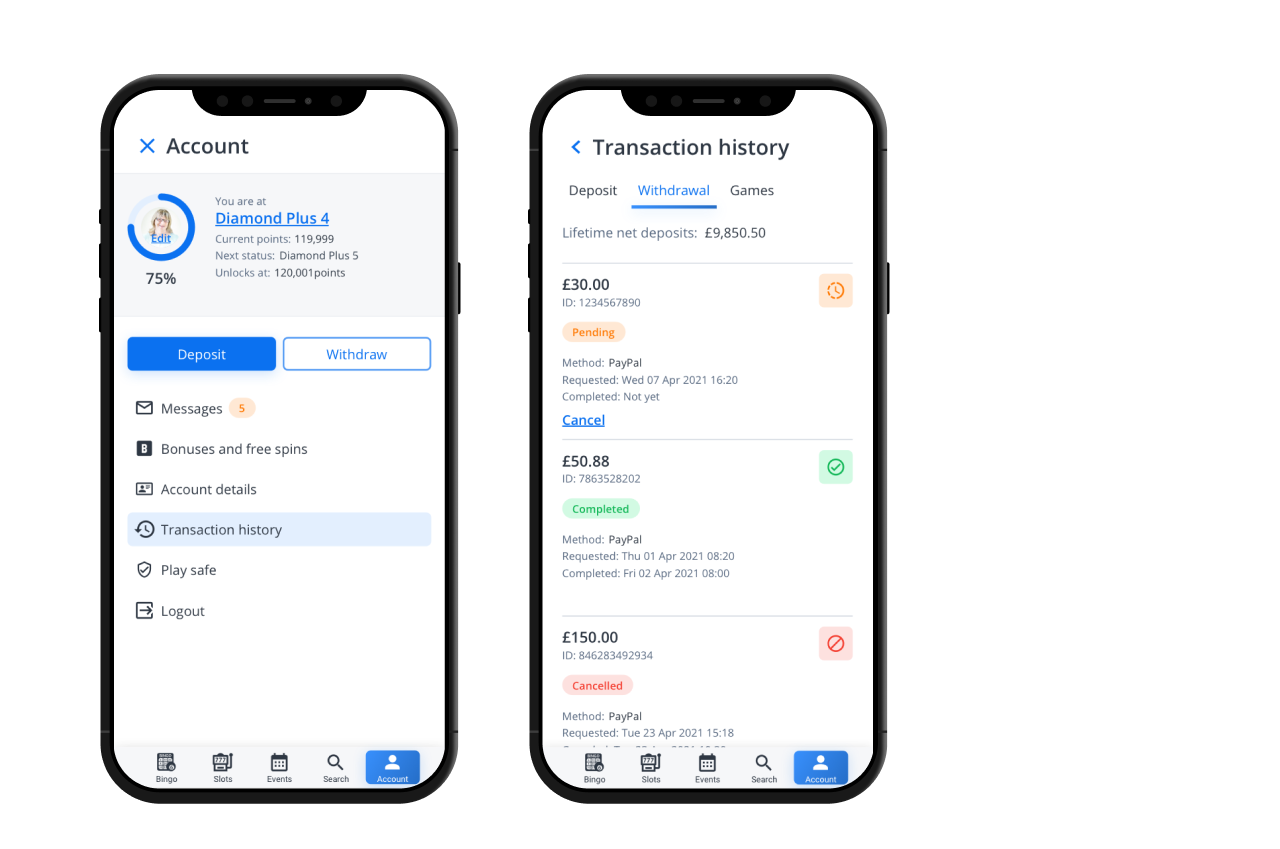 Account
You are at
Diamond Plus 4
Current points: 119,999
Next status: Diamond Plus 5
Unlocks at: 120,001points
Edit
75%
Deposit
Withdraw
Messages 5
B Bonuses and free spins
Account details
Transaction history
Play safe
Logout
Bingo
Slots
Events
Search
Account
Transaction history
Deposit Withdrawal Games
Lifetime net deposits: £9,850.50
£30.00
ID: 1234567890
Pending
Method: PayPal
Requested: Wed 07 Apr 2021 16:20
Completed: Not yet
Cancel
£50.88
ID: 7863528202
Completed
Method: PayPal
Requested: Thu 01 Apr 2021 08:20
Completed: Fri 02 Apr 2021 08:00
£150.00
ID: 846283492934
Cancelled
Method: PayPal
Requested: Tue 23 Apr 2021 15:18
Bingo
Slots
Events
Search
Account